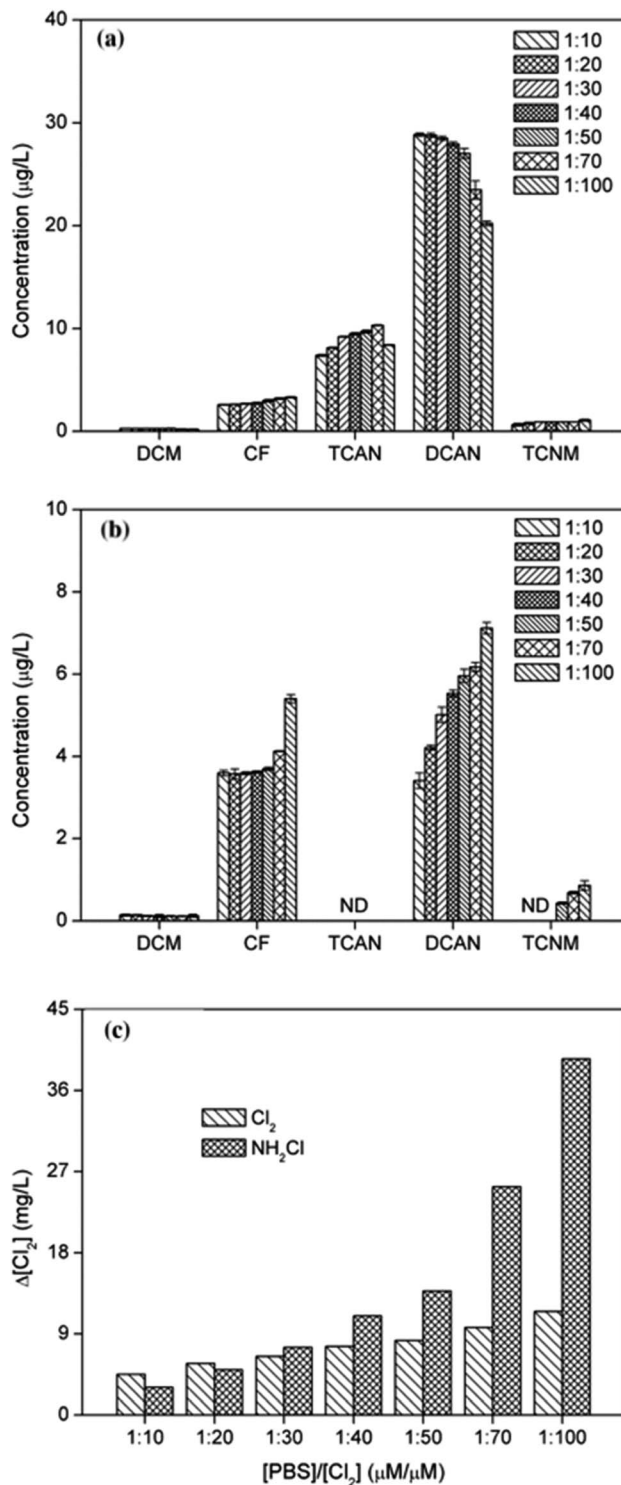 (a)
40
30
20
10
0
Concentration (μg/L)
1:10
1:20
1:30
1:40
1:50
1:70
1:100
DCM CF TCAN DCAN TCNM
(b)
10
8
6
4
2
0
Concentration (μg/L)
1:10
1:20
1:30
1:40
1:50
1:70
1:100
ND ND
DCM CF TCAN DCAN TCNM
(c)
45
36
27
18
9
0
Δ[Cl₂] (mg/L)
Cl₂
NH₂Cl
1:10 1:20 1:30 1:40 1:50 1:70 1:100
[PBS]/[Cl₂] (μM/μM)